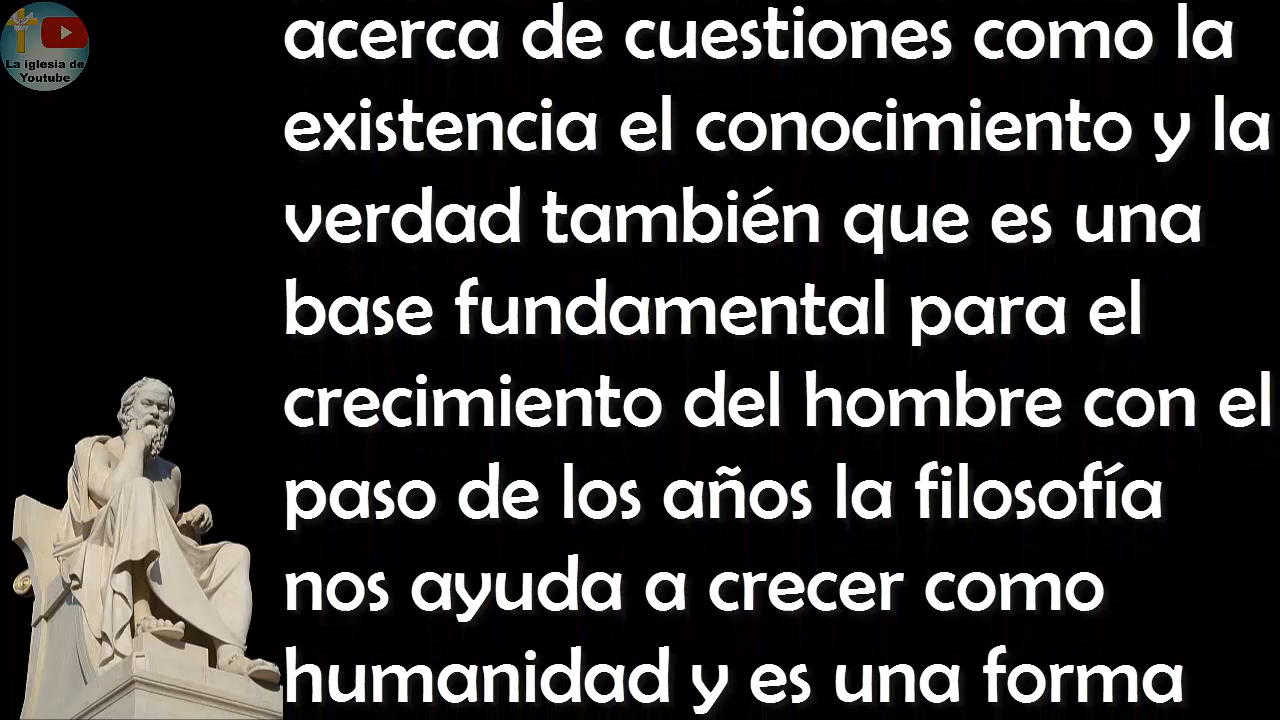 La iglesia de
Youtube
acerca de cuestiones como la
existencia el conocimiento y la
verdad también que es una
base fundamental para el
crecimiento del hombre con el
paso de los años la filosofía
nos ayuda a crecer como
humanidad y es una forma